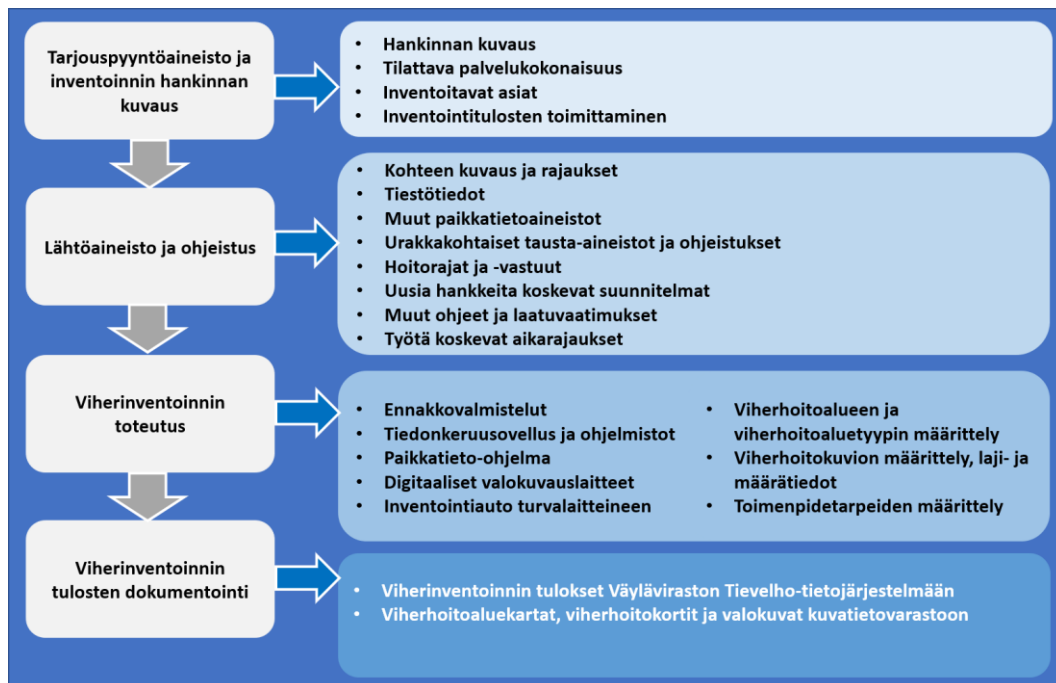 Tarjouspyyntöaineisto ja
inventoinnin hankinnan
kuvaus
• Hankinnan kuvaus
• Tilattava palvelukokonaisuus
• Inventoitavat asiat
• Inventointitulosten toimittaminen
Lähtöaineisto ja ohjeistus
• Kohteen kuvaus ja rajaukset
• Tiestötiedot
• Muut paikkatietoaineistot
• Urakkakohtaiset tausta-aineistot ja ohjeistukset
• Hoitorajat ja -vastuut
• Uusia hankkeita koskevat suunnitelmat
• Muut ohjeet ja laatuvaatimukset
• Työtä koskevat aikarajaukset
Viherinventoinnin
toteutus
• Ennakkovalmistelut
• Tiedonkeruusovellus ja ohjelmistot
• Paikkatieto-ohjelma
• Digitaaliset valokuvauslaitteet
• Inventointiauto turvalaitteineen
• Viherhoitoalueen ja
viherhoitoaluetyypin määrittely
• Viherhoitokuvion määrittely, laji- ja
määrätiedot
• Toimenpidetarpeiden määrittely
Viherinventoinnin
tulosten dokumentointi
• Viherinventoinnin tulokset Väyläviraston Tievelho-tietojärjestelmään
• Viherhoitoaluekartat, viherhoitokortit ja valokuvat kuvatietovarastoon